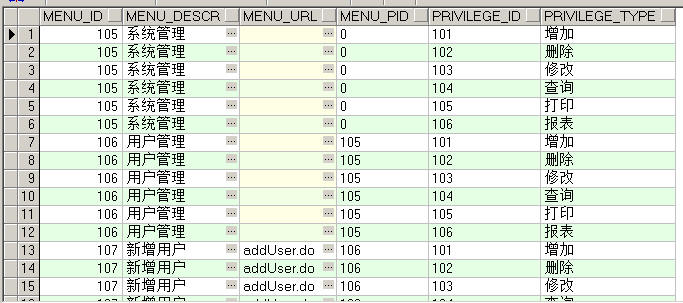 MENU_ID MENU_DESCR MENU_URL MENU_PID PRIVILEGE_ID PRIVILEGE_TYPE
1 105 系统管理 ... 0 101 增加
2 105 系统管理 ... 0 102 删除
3 105 系统管理 ... 0 103 修改
4 105 系统管理 ... 0 104 查询
5 105 系统管理 ... 0 105 打印
6 105 系统管理 ... 0 106 报表
7 106 用户管理 ... 105 101 增加
8 106 用户管理 ... 105 102 删除
9 106 用户管理 ... 105 103 修改
10 106 用户管理 ... 105 104 查询
11 106 用户管理 ... 105 105 打印
12 106 用户管理 ... 105 106 报表
13 107 新增用户 ... addUser.do ... 106 101 增加
14 107 新增用户 ... addUser.do ... 106 102 删除
15 107 新增用户 ... addUser.do ... 106 103 修改